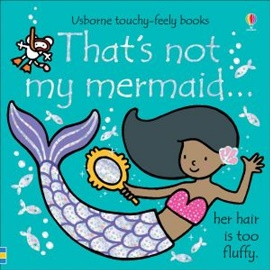 Usborne touchy-feely books
That's not
my mermaid...
her hair
is too
fluffy.